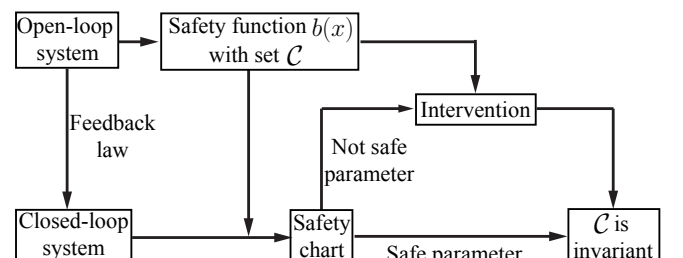 Open-loop
system
Safety function b(x)
with set 𝒞
Feedback
law
Intervention
Not safe
parameter
Closed-loop
system
Safety
chart
Safe parameter
𝒞 is
invariant